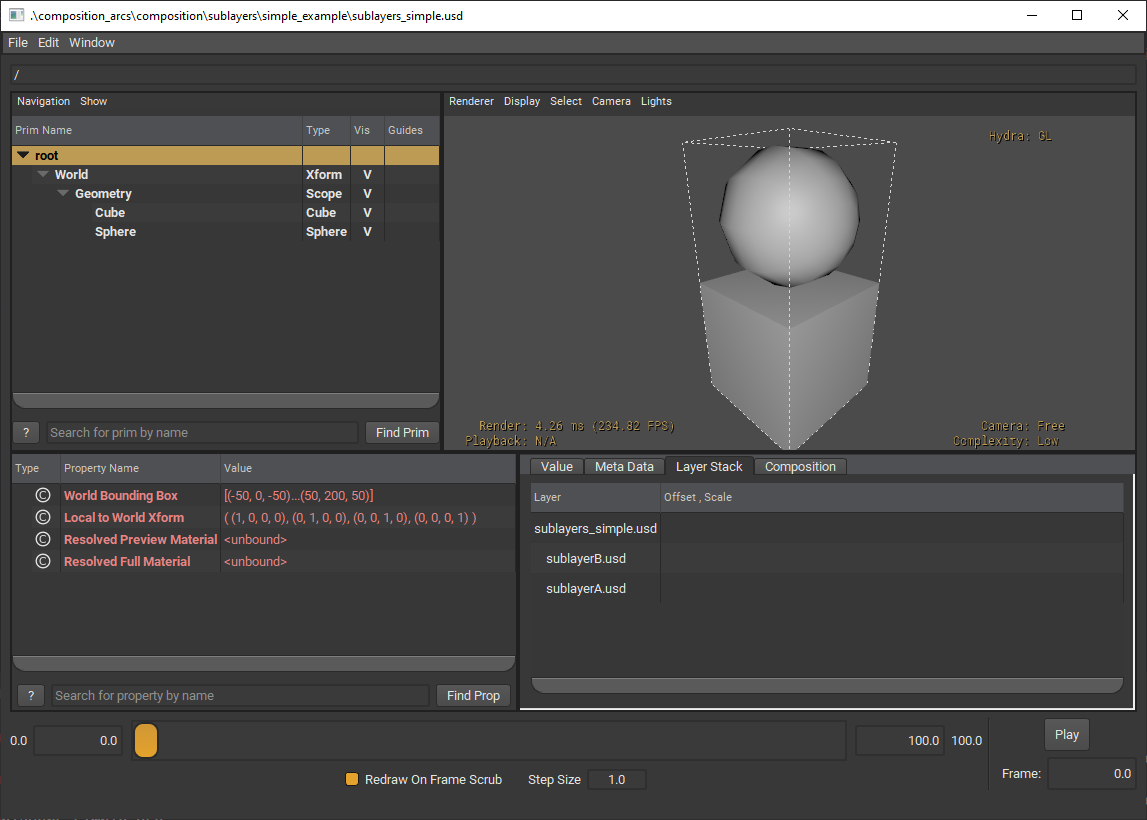 .\composition_arcs\composition\sublayers\simple_example\sublayers_simple.usd
File Edit Window
/
Navigation Show
Prim Name Type Vis Guides
root
World Xform V
Geometry Scope V
Cube Cube V
Sphere Sphere V
? Search for prim by name Find Prim
Renderer Display Select Camera Lights
Hydra: GL
Render: 4.26 ms (234.82 FPS)
Playback: N/A
Camera: Free
Complexity: Low
Type Property Name Value
© World Bounding Box [(-50, 0, -50)...(50, 200, 50)]
© Local to World Xform ( (1, 0, 0, 0), (0, 1, 0, 0), (0, 0, 1, 0), (0, 0, 0, 1) )
© Resolved Preview Material <unbound>
© Resolved Full Material <unbound>
? Search for property by name Find Prop
Value Meta Data Layer Stack Composition
Layer Offset , Scale
sublayers_simple.usd
sublayerB.usd
sublayerA.usd
0.0 0.0 100.0 100.0 Play
Redraw On Frame Scrub Step Size 1.0
Frame: 0.0